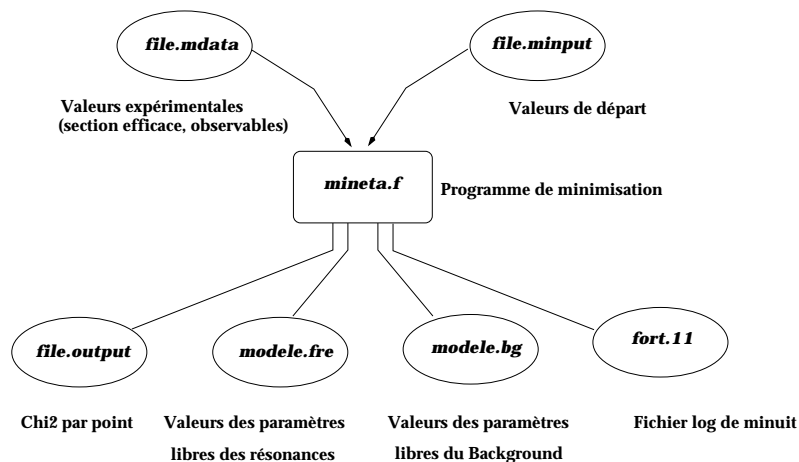 file.mdata
file.minput
Valeurs expérimentales
(section efficace, observables)
Valeurs de départ
mineta.f
Programme de minimisation
file.output
modele.fre
modele.bg
fort.11
Chi2 par point
Valeurs des paramètres
libres des résonances
Valeurs des paramètres
libres du Background
Fichier log de minuit